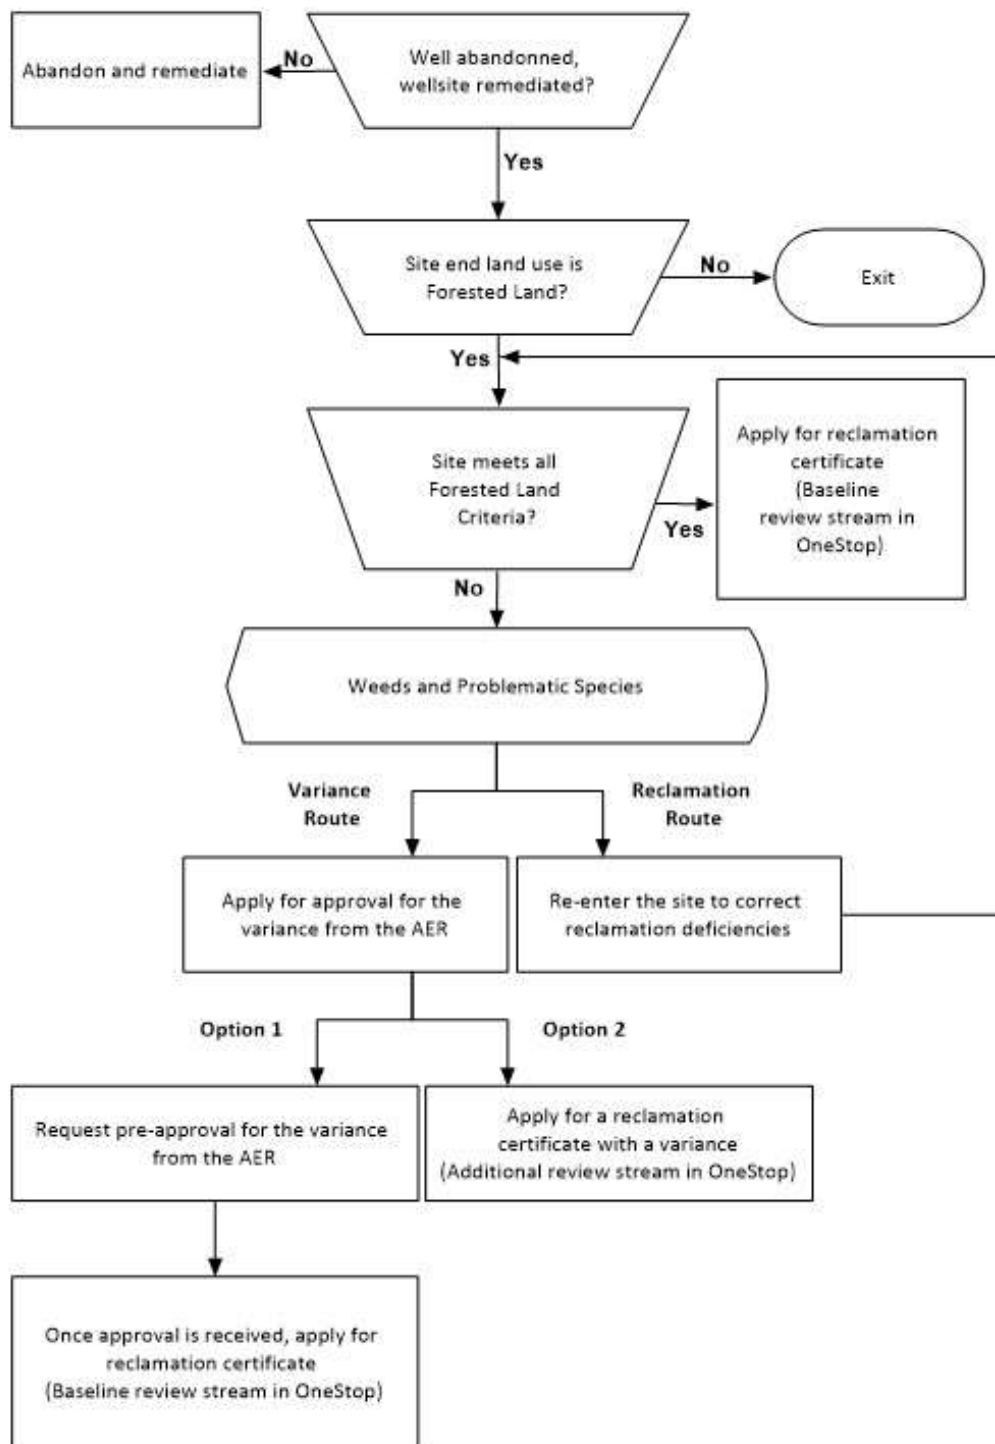 Abandon and remediate
No
Well abandonned,
wellsite remediated?
Yes
Site end land use is
Forested Land?
No
Exit
Yes
Site meets all
Forested Land
Criteria?
Yes
Apply for reclamation
certificate
(Baseline
review stream in
OneStop)
No
Weeds and Problematic Species
Variance
Route
Reclamation
Route
Apply for approval for the
variance from the AER
Re-enter the site to correct
reclamation deficiencies
Option 1
Option 2
Request pre-approval for the variance
from the AER
Apply for a reclamation
certificate with a variance
(Additional review stream in OneStop)
Once approval is received, apply for
reclamation certificate
(Baseline review stream in OneStop)